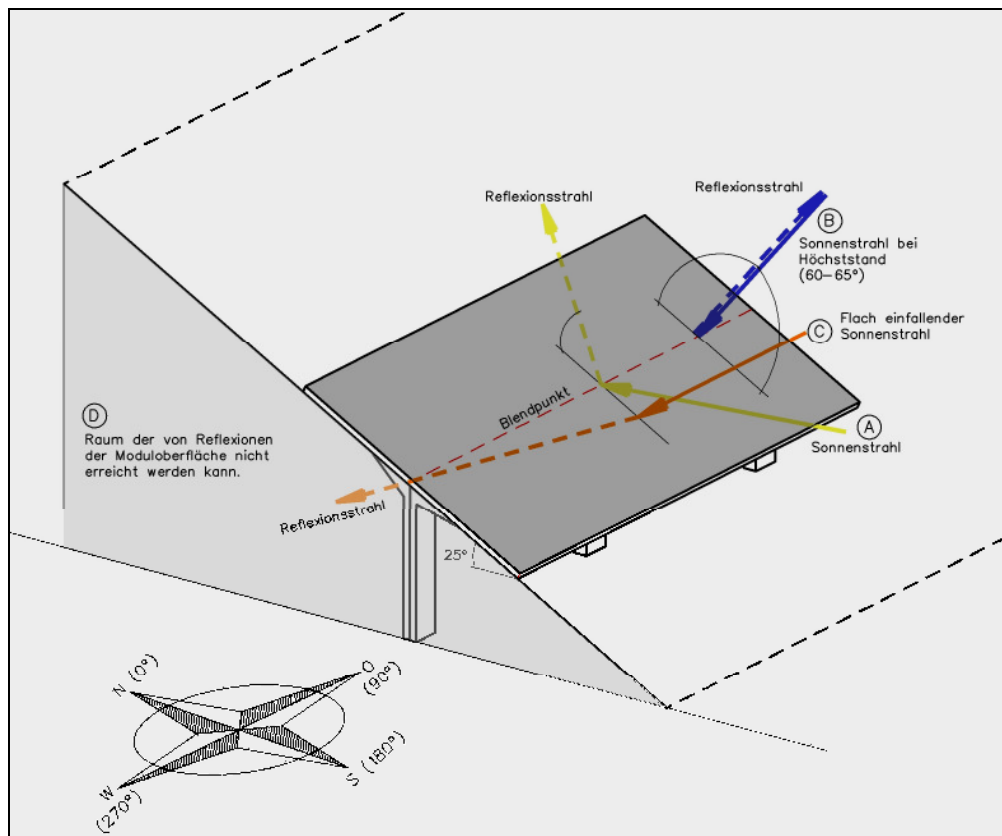 Reflexionsstrahl
Reflexionsstrahl
B
Sonnenstrahl bei
Höchststand
(60–65°)
C
Flach einfallender
Sonnenstrahl
Blendpunkt
D
Raum der von Reflexionen
der Moduloberfläche nicht
erreicht werden kann.
A
Sonnenstrahl
Reflexionsstrahl
25°
N (0°)
O
(90°)
W
(270°)
S (180°)